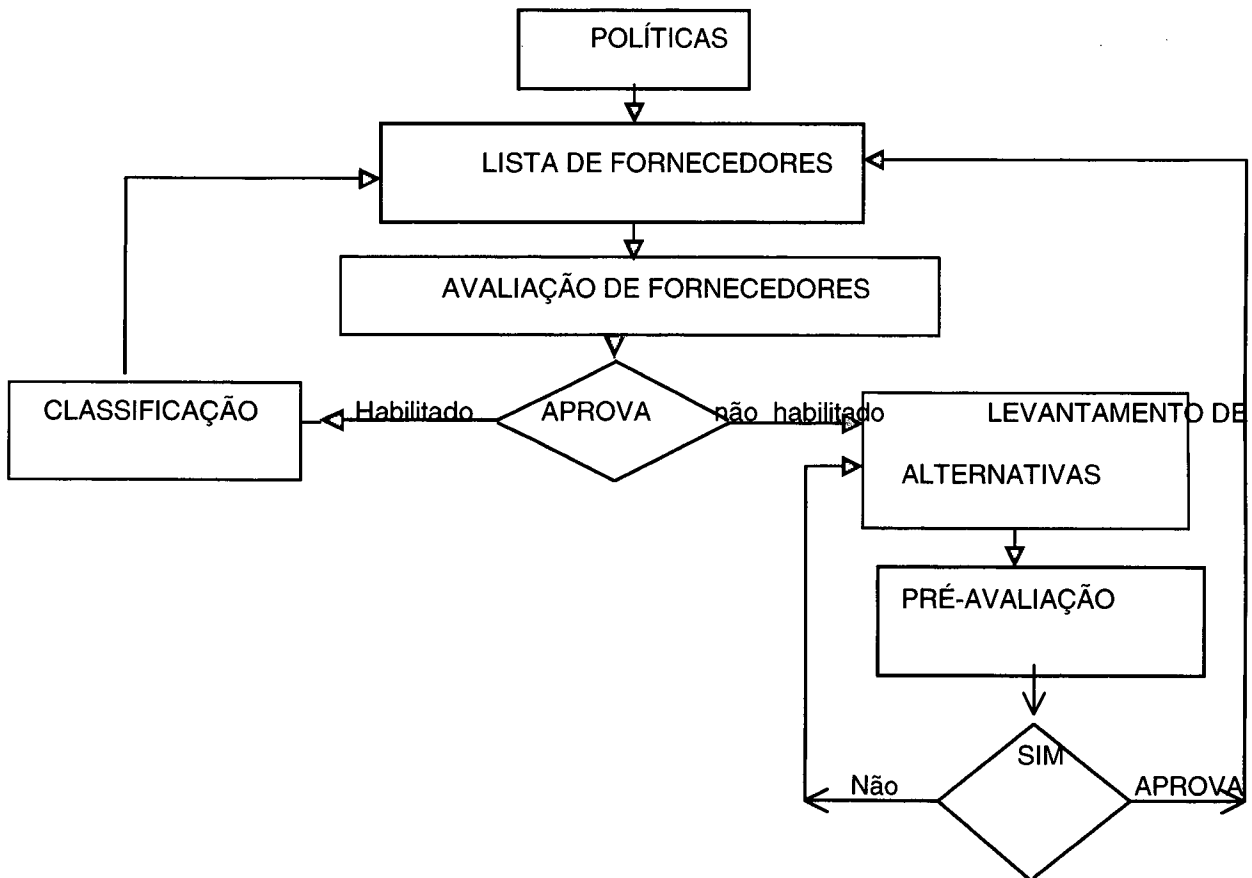 POLÍTICAS
LISTA DE FORNECEDORES
AVALIAÇÃO DE FORNECEDORES
CLASSIFICAÇÃO
Habilitado
APROVA
não habilitado
LEVANTAMENTO DE
ALTERNATIVAS
PRÉ-AVALIAÇÃO
SIM
Não
APROVA